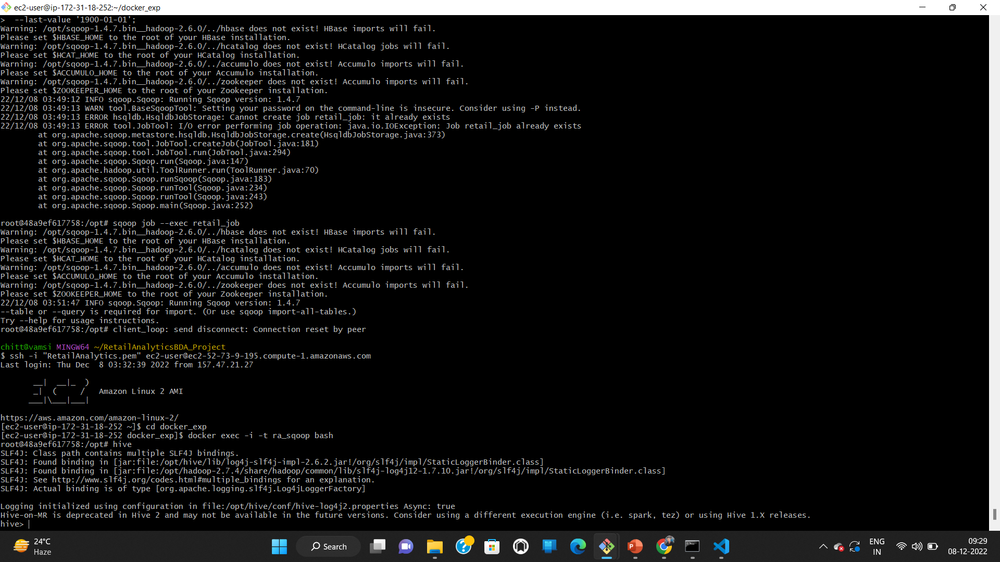 ec2-user@ip-172-31-18-252:~/docker_exp
>  --last-value '1900-01-01';
Warning: /opt/sqoop-1.4.7.bin__hadoop-2.6.0/../hbase does not exist! HBase imports will fail.
Please set $HBASE_HOME to the root of your HBase installation.
Warning: /opt/sqoop-1.4.7.bin__hadoop-2.6.0/../hcatalog does not exist! HCatalog jobs will fail.
Please set $HCAT_HOME to the root of your HCatalog installation.
Warning: /opt/sqoop-1.4.7.bin__hadoop-2.6.0/../accumulo does not exist! Accumulo imports will fail.
Please set $ACCUMULO_HOME to the root of your Accumulo installation.
Warning: /opt/sqoop-1.4.7.bin__hadoop-2.6.0/../zookeeper does not exist! Accumulo imports will fail.
Please set $ZOOKEEPER_HOME to the root of your Zookeeper installation.
22/12/08 03:49:12 INFO sqoop.Sqoop: Running Sqoop version: 1.4.7
22/12/08 03:49:13 WARN tool.BaseSqoopTool: Setting your password on the command-line is insecure. Consider using -P instead.
22/12/08 03:49:13 ERROR hsqldb.HsqldbJobStorage: Cannot create job retail_job: it already exists
22/12/08 03:49:13 ERROR tool.JobTool: I/O error performing job operation: java.io.IOException: Job retail_job already exists
        at org.apache.sqoop.metastore.hsqldb.HsqldbJobStorage.create(HsqldbJobStorage.java:373)
        at org.apache.sqoop.tool.JobTool.createJob(JobTool.java:181)
        at org.apache.sqoop.tool.JobTool.run(JobTool.java:294)
        at org.apache.sqoop.Sqoop.run(Sqoop.java:147)
        at org.apache.hadoop.util.ToolRunner.run(ToolRunner.java:70)
        at org.apache.sqoop.Sqoop.runSqoop(Sqoop.java:183)
        at org.apache.sqoop.Sqoop.runTool(Sqoop.java:234)
        at org.apache.sqoop.Sqoop.runTool(Sqoop.java:243)
        at org.apache.sqoop.Sqoop.main(Sqoop.java:252)
root@48a9ef617758:/opt# sqoop job --exec retail_job
Warning: /opt/sqoop-1.4.7.bin__hadoop-2.6.0/../hbase does not exist! HBase imports will fail.
Please set $HBASE_HOME to the root of your HBase installation.
Warning: /opt/sqoop-1.4.7.bin__hadoop-2.6.0/../hcatalog does not exist! HCatalog jobs will fail.
Please set $HCAT_HOME to the root of your HCatalog installation.
Warning: /opt/sqoop-1.4.7.bin__hadoop-2.6.0/../accumulo does not exist! Accumulo imports will fail.
Please set $ACCUMULO_HOME to the root of your Accumulo installation.
Warning: /opt/sqoop-1.4.7.bin__hadoop-2.6.0/../zookeeper does not exist! Accumulo imports will fail.
Please set $ZOOKEEPER_HOME to the root of your Zookeeper installation.
22/12/08 03:51:47 INFO sqoop.Sqoop: Running Sqoop version: 1.4.7
--table or --query is required for import. (Or use sqoop import-all-tables.)
Try --help for usage instructions.
root@48a9ef617758:/opt# client_loop: send disconnect: Connection reset by peer
chitt@vamsi MINGW64 ~/RetailAnalyticsBDA_Project
$ ssh -i "RetailAnalytics.pem" ec2-user@ec2-52-73-9-195.compute-1.amazonaws.com
Last login: Thu Dec  8 03:32:39 2022 from 157.47.21.27
       __|  __|_  )
       _|  (     /   Amazon Linux 2 AMI
      ___|\___|___|
https://aws.amazon.com/amazon-linux-2/
[ec2-user@ip-172-31-18-252 ~]$ cd docker_exp
[ec2-user@ip-172-31-18-252 docker_exp]$ docker exec -i -t ra_sqoop bash
root@48a9ef617758:/opt# hive
SLF4J: Class path contains multiple SLF4J bindings.
SLF4J: Found binding in [jar:file:/opt/hive/lib/log4j-slf4j-impl-2.6.2.jar!/org/slf4j/impl/StaticLoggerBinder.class]
SLF4J: Found binding in [jar:file:/opt/hadoop-2.7.4/share/hadoop/common/lib/slf4j-log4j12-1.7.10.jar!/org/slf4j/impl/StaticLoggerBinder.class]
SLF4J: See http://www.slf4j.org/codes.html#multiple_bindings for an explanation.
SLF4J: Actual binding is of type [org.apache.logging.slf4j.Log4jLoggerFactory]
Logging initialized using configuration in file:/opt/hive/conf/hive-log4j2.properties Async: true
Hive-on-MR is deprecated in Hive 2 and may not be available in the future versions. Consider using a different execution engine (i.e. spark, tez) or using Hive 1.X releases.
hive>
24°C
Haze
Search
ENG
IN
09:29
08-12-2022